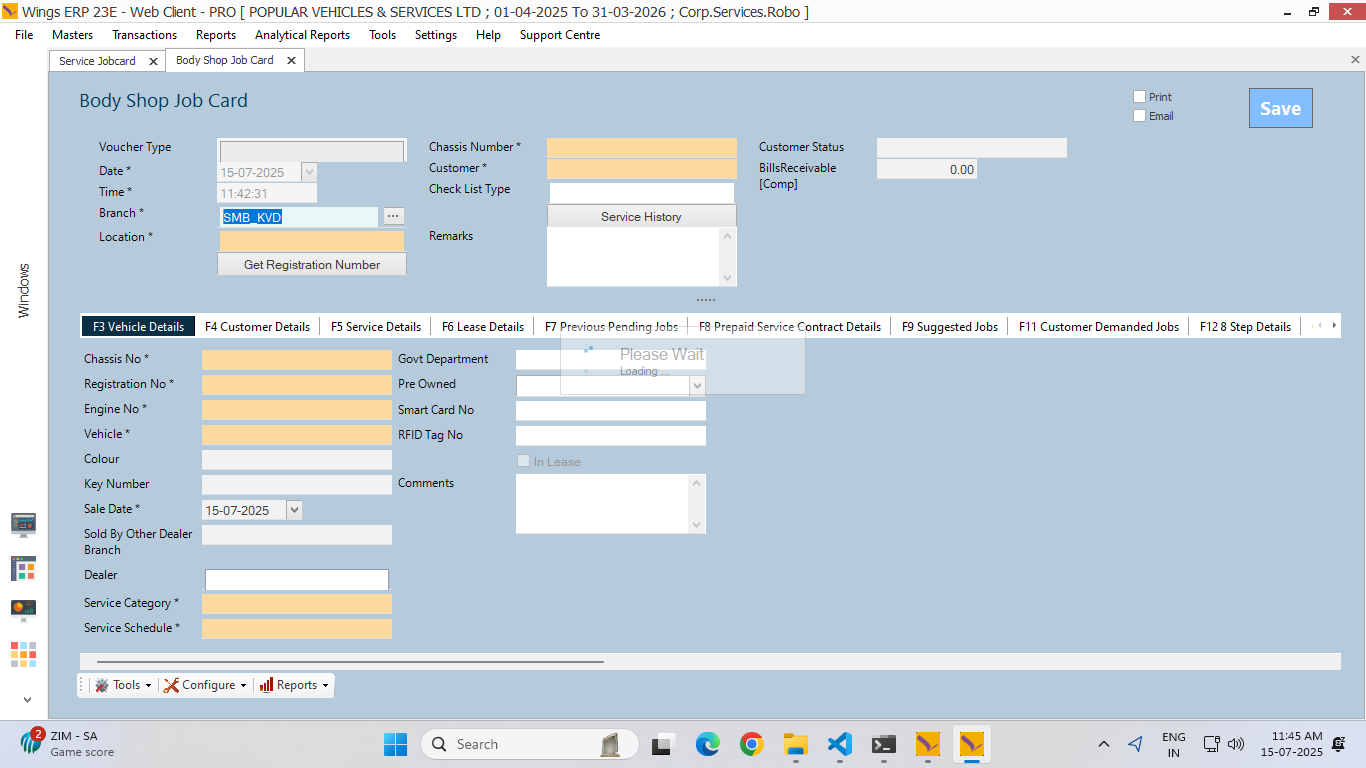 Wings ERP 23E - Web Client - PRO [ POPULAR VEHICLES & SERVICES LTD ; 01-04-2025 To 31-03-2026 ; Corp.Services.Robo ]
File Masters Transactions Reports Analytical Reports Tools Settings Help Support Centre
Service Jobcard Body Shop Job Card
Body Shop Job Card
Print
Email
Save
Voucher Type Chassis Number * Customer Status
Date * 15-07-2025 Customer * BillsReceivable [Comp] 0.00
Time * 11:42:31 Check List Type
Branch * SMB_KVD ... Service History
Location * Remarks
Get Registration Number
Windows
F3 Vehicle Details F4 Customer Details F5 Service Details F6 Lease Details F7 Previous Pending Jobs F8 Prepaid Service Contract Details F9 Suggested Jobs F11 Customer Demanded Jobs F12 8 Step Details
Please Wait
Loading ...
Chassis No * Govt Department
Registration No * Pre Owned
Engine No * Smart Card No
Vehicle * RFID Tag No
Colour In Lease
Key Number Comments
Sale Date * 15-07-2025
Sold By Other Dealer
Branch
Dealer
Service Category *
Service Schedule *
Tools Configure Reports
2 ZIM - SA
Game score
Search
ENG
IN
11:45 AM
15-07-2025